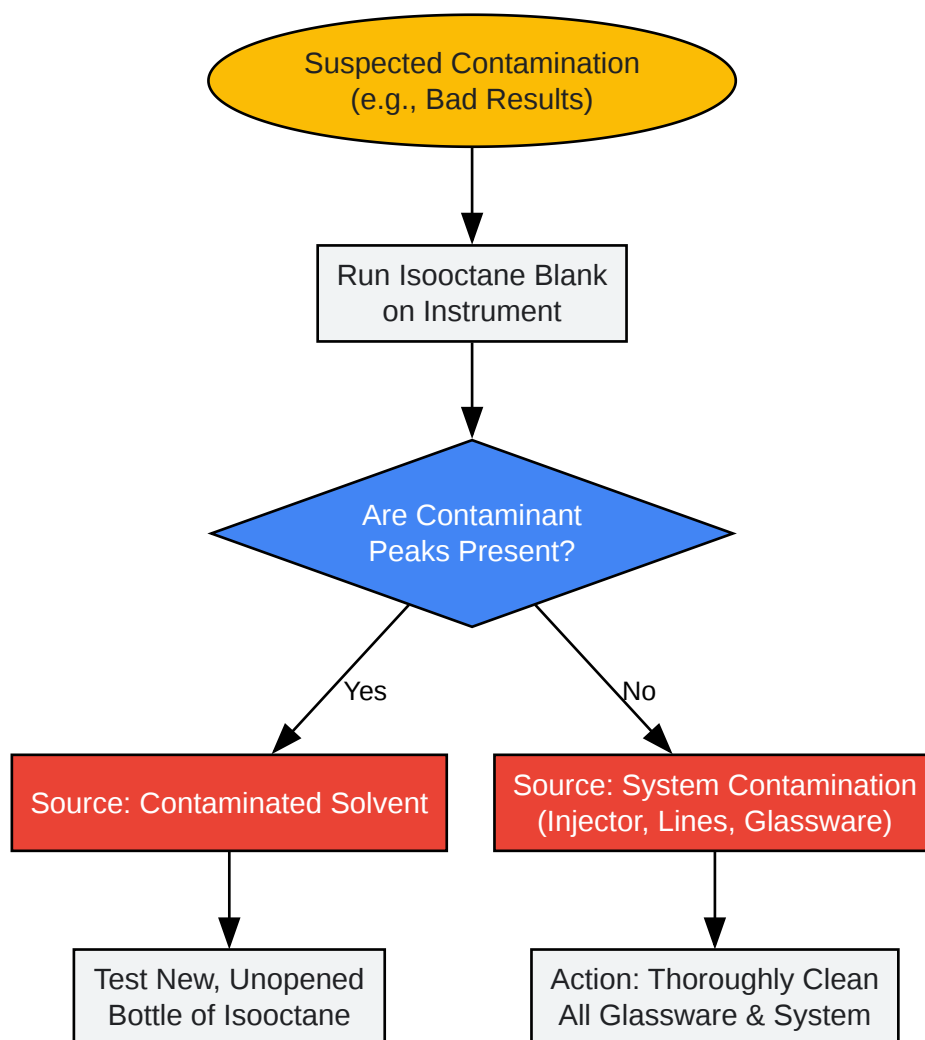 Suspected Contamination
(e.g., Bad Results)
Run Isooctane Blank
on Instrument
Are Contaminant
Peaks Present?
Yes
No
Source: Contaminated Solvent
Source: System Contamination
(Injector, Lines, Glassware)
Test New, Unopened
Bottle of Isooctane
Action: Thoroughly Clean
All Glassware & System